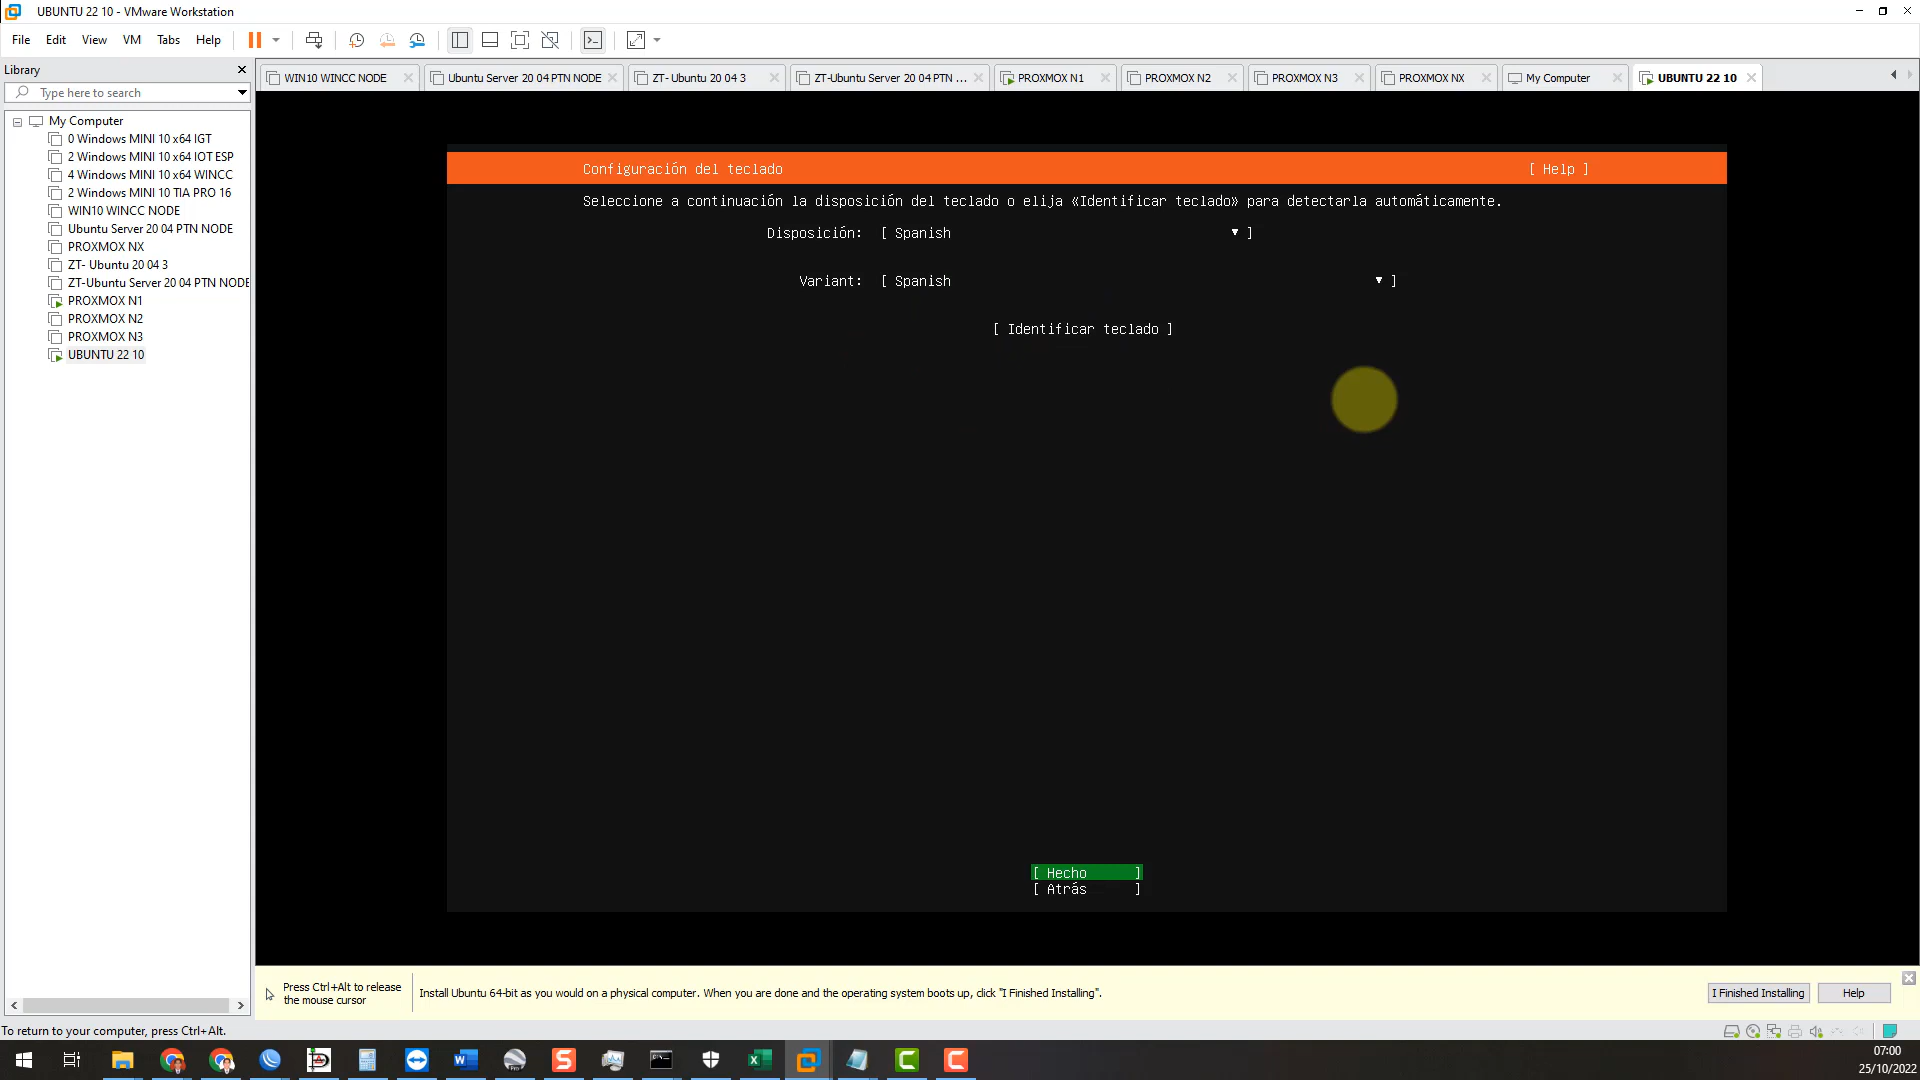 UBUNTU 22 10 - VMware Workstation
File Edit View VM Tabs Help
Library
Type here to search
My Computer
0 Windows MINI 10 x64 IGT
2 Windows MINI 10 x64 IOT ESP
4 Windows MINI 10 x64 WINCC
2 Windows MINI 10 TIA PRO 16
WIN10 WINCC NODE
Ubuntu Server 20 04 PTN NODE
PROXMOX NX
ZT- Ubuntu 20 04 3
ZT-Ubuntu Server 20 04 PTN NODE
PROXMOX N1
PROXMOX N2
PROXMOX N3
UBUNTU 22 10
WIN10 WINCC NODE Ubuntu Server 20 04 PTN NODE ZT- Ubuntu 20 04 3 ZT-Ubuntu Server 20 04 PTN ... PROXMOX N1 PROXMOX N2 PROXMOX N3 PROXMOX NX My Computer UBUNTU 22 10
Configuración del teclado [ Help ]
Seleccione a continuación la disposición del teclado o elija «Identificar teclado» para detectarla automáticamente.
Disposición: [ Spanish ▾ ]
Variant: [ Spanish ▾ ]
[ Identificar teclado ]
[ Hecho ]
[ Atrás ]
Press Ctrl+Alt to release
the mouse cursor
Install Ubuntu 64-bit as you would on a physical computer. When you are done and the operating system boots up, click "I Finished Installing".
I Finished Installing Help
To return to your computer, press Ctrl+Alt.
07:00
25/10/2022